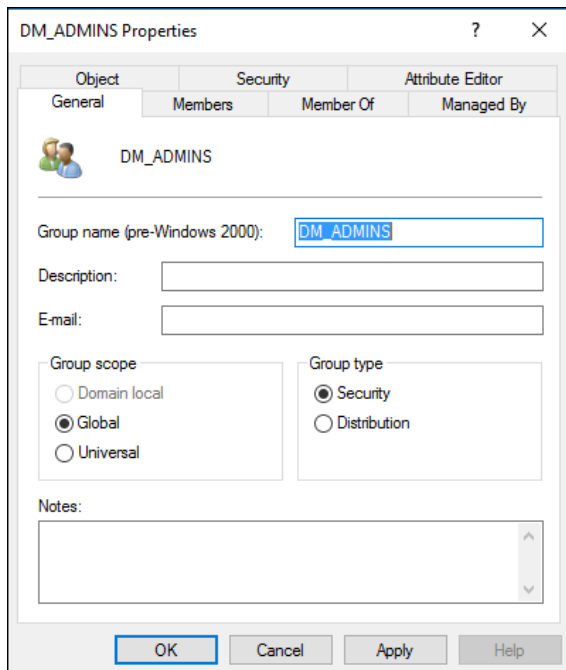 DM_ADMINS Properties
?
Object Security Attribute Editor
General Members Member Of Managed By
DM_ADMINS
Group name (pre-Windows 2000): DM_ADMINS
Description:
E-mail:
Group scope
Domain local
Global
Universal
Group type
Security
Distribution
Notes:
OK Cancel Apply Help